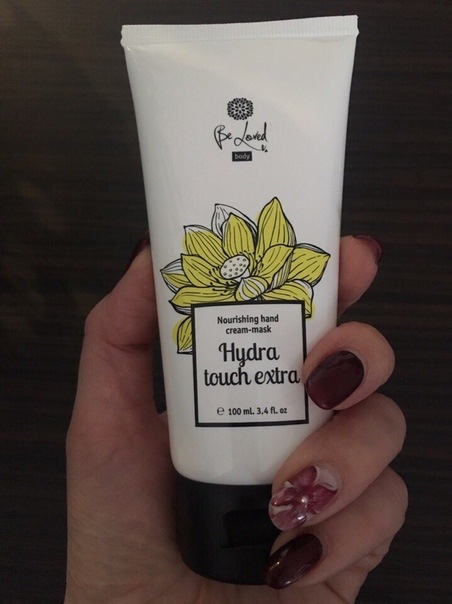 Be Loved
body
Nourishing hand
cream-mask
Hydra
touch extra
℮ 100 ml. 3,4 fl. oz